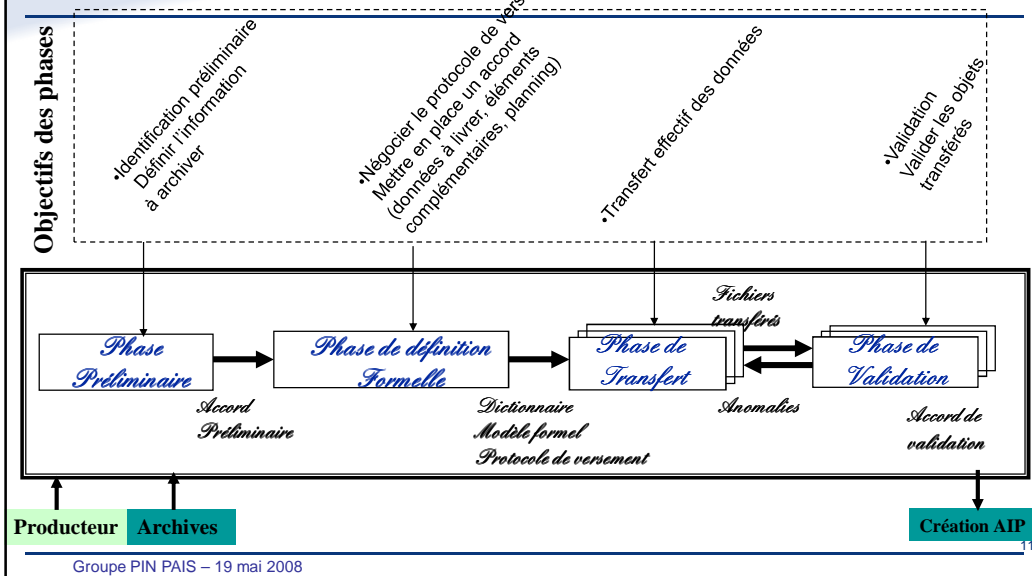 Objectifs des phases
•Identification préliminaire
Définir l'information
à archiver
•Négocier le protocole de vers
Mettre en place un accord
(données à livrer, éléments
complémentaires, planning)
•Transfert effectif des données
•Validation
Valider les objets
transférés
Phase
Préliminaire
Accord
Préliminaire
Phase de définition
Formelle
Dictionnaire
Modèle formel
Protocole de versement
Phase de
Transfert
Fichiers
transférés
Anomalies
Phase de
Validation
Accord de
validation
Producteur
Archives
Création AIP
11
Groupe PIN PAIS – 19 mai 2008